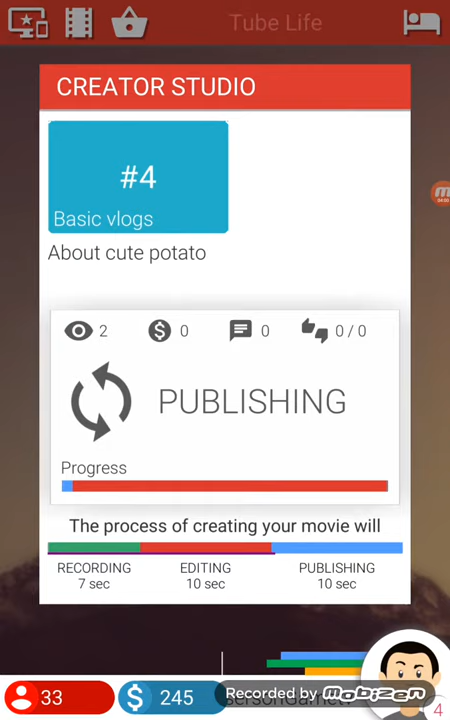 Tube Life
CREATOR STUDIO
#4
Basic vlogs
About cute potato
2 0 0 0 / 0
PUBLISHING
Progress
The process of creating your movie will
RECORDING EDITING PUBLISHING
7 sec 10 sec 10 sec
33 $ 245 Recorded by mobizen
4